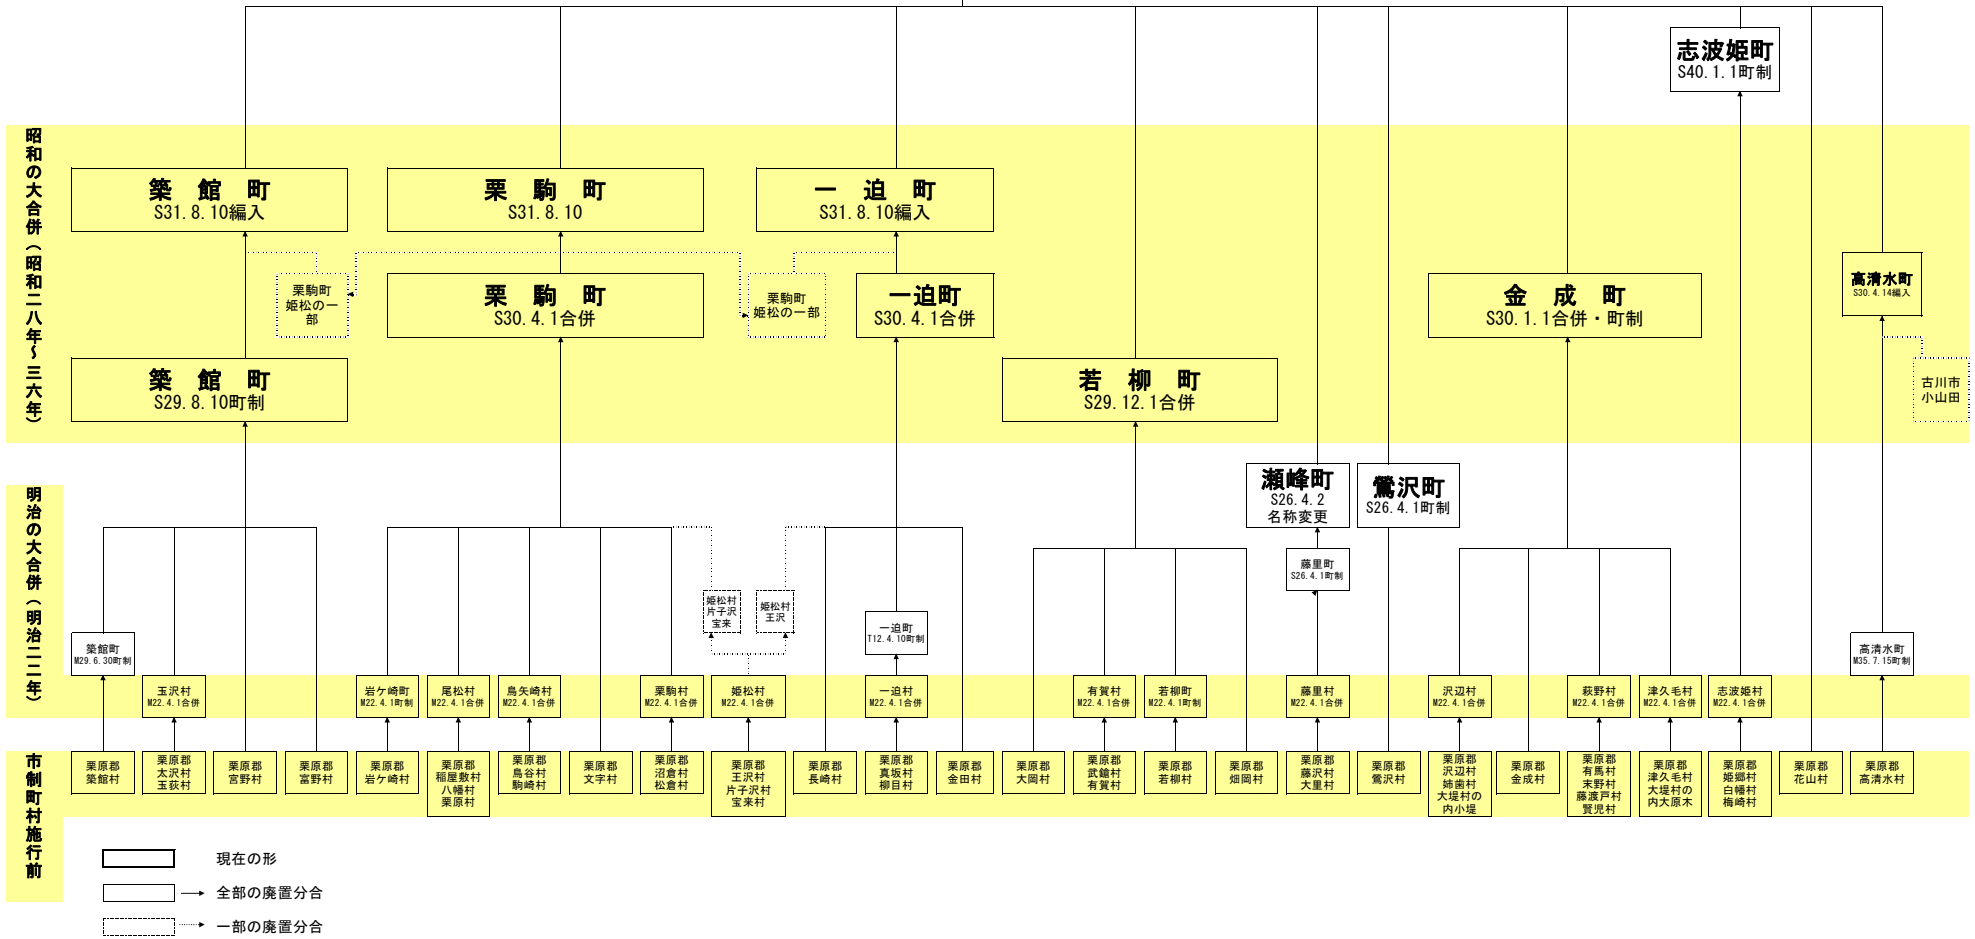 志波姫町
S40.1.1町制
昭和の大合併（昭和二八年～三六年）
築　館　町
S31.8.10編入
栗　駒　町
S31.8.10
一　迫　町
S31.8.10編入
栗駒町
姫松の一
部
栗　駒　町
S30.4.1合併
栗駒町
姫松の一部
一迫町
S30.4.1合併
金　成　町
S30.1.1合併・町制
高清水町
S30.4.14編入
築　館　町
S29.8.10町制
若　柳　町
S29.12.1合併
古川市
小山田
明治の大合併（明治二二年）
瀬峰町
S26.4.2
名称変更
鶯沢町
S26.4.1町制
藤里町
S26.4.1町制
姫松村
片子沢
宝来
姫松村
王沢
一迫町
T12.4.10町制
築館町
M29.6.30町制
高清水町
M35.7.15町制
玉沢村
M22.4.1合併
岩ケ崎町
M22.4.1町制
尾松村
M22.4.1合併
鳥矢崎村
M22.4.1合併
栗駒村
M22.4.1合併
姫松村
M22.4.1合併
一迫村
M22.4.1合併
有賀村
M22.4.1合併
若柳町
M22.4.1町制
藤里村
M22.4.1合併
沢辺村
M22.4.1合併
萩野村
M22.4.1合併
津久毛村
M22.4.1合併
志波姫村
M22.4.1合併
市制町村施行前
栗原郡
築館村
栗原郡
太沢村
玉荻村
栗原郡
宮野村
栗原郡
富野村
栗原郡
岩ケ崎村
栗原郡
稲屋敷村
八幡村
栗原村
栗原郡
鳥谷村
駒崎村
栗原郡
文字村
栗原郡
沼倉村
松倉村
栗原郡
王沢村
片子沢村
宝来村
栗原郡
長崎村
栗原郡
真坂村
柳目村
栗原郡
金田村
栗原郡
大岡村
栗原郡
武鎗村
有賀村
栗原郡
若柳村
栗原郡
畑岡村
栗原郡
藤沢村
大里村
栗原郡
鶯沢村
栗原郡
沢辺村
姉歯村
大堤村の
内小堤
栗原郡
金成村
栗原郡
有馬村
末野村
藤渡戸村
賢児村
栗原郡
津久毛村
大堤村の
内大原木
栗原郡
姫郷村
白幡村
梅崎村
栗原郡
花山村
栗原郡
高清水村
現在の形
全部の廃置分合
一部の廃置分合